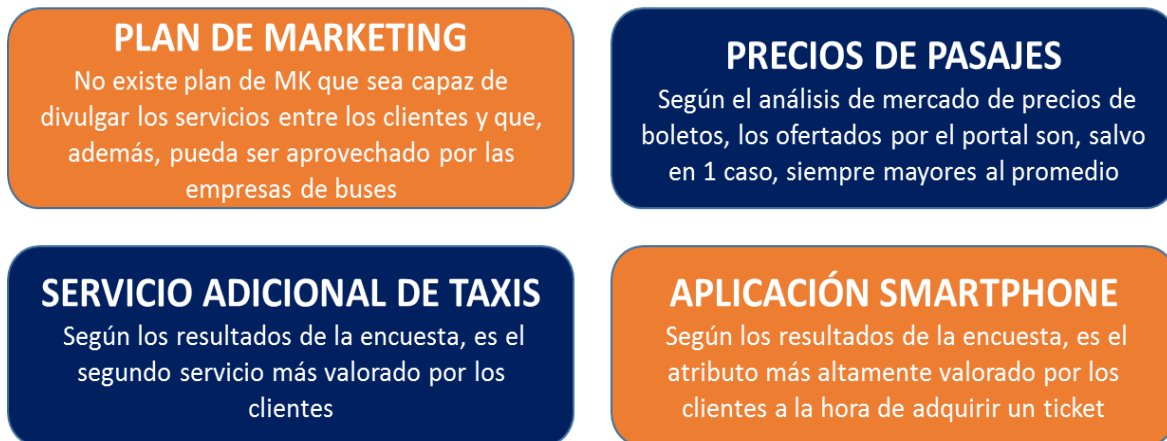 PLAN DE MARKETING
No existe plan de MK que sea capaz de
divulgar los servicios entre los clientes y que,
además, pueda ser aprovechado por las
empresas de buses
PRECIOS DE PASAJES
Según el análisis de mercado de precios de
boletos, los ofertados por el portal son, salvo
en 1 caso, siempre mayores al promedio
SERVICIO ADICIONAL DE TAXIS
Según los resultados de la encuesta, es el
segundo servicio más valorado por los
clientes
APLICACIÓN SMARTPHONE
Según los resultados de la encuesta, es el
atributo más altamente valorado por los
clientes a la hora de adquirir un ticket